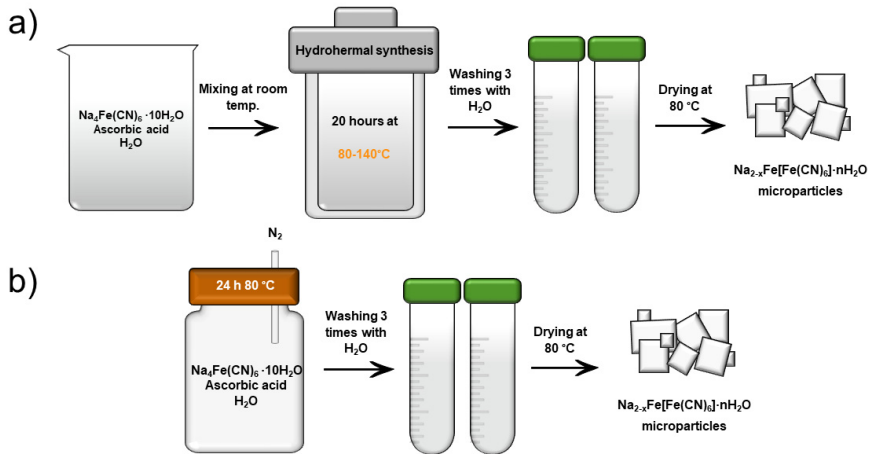 a)
Na₄Fe(CN)₆ ·10H₂O
Ascorbic acid
H₂O
Mixing at room
temp.
Hydrohermal synthesis
20 hours at
80-140°C
Washing 3
times with
H₂O
Drying at
80 °C
Na₂₋ₓFe[Fe(CN)₆]·nH₂O
microparticles
b)
N₂
24 h 80 °C
Na₄Fe(CN)₆ ·10H₂O
Ascorbic acid
H₂O
Washing 3
times with
H₂O
Drying at
80 °C
Na₂₋ₓFe[Fe(CN)₆]·nH₂O
microparticles